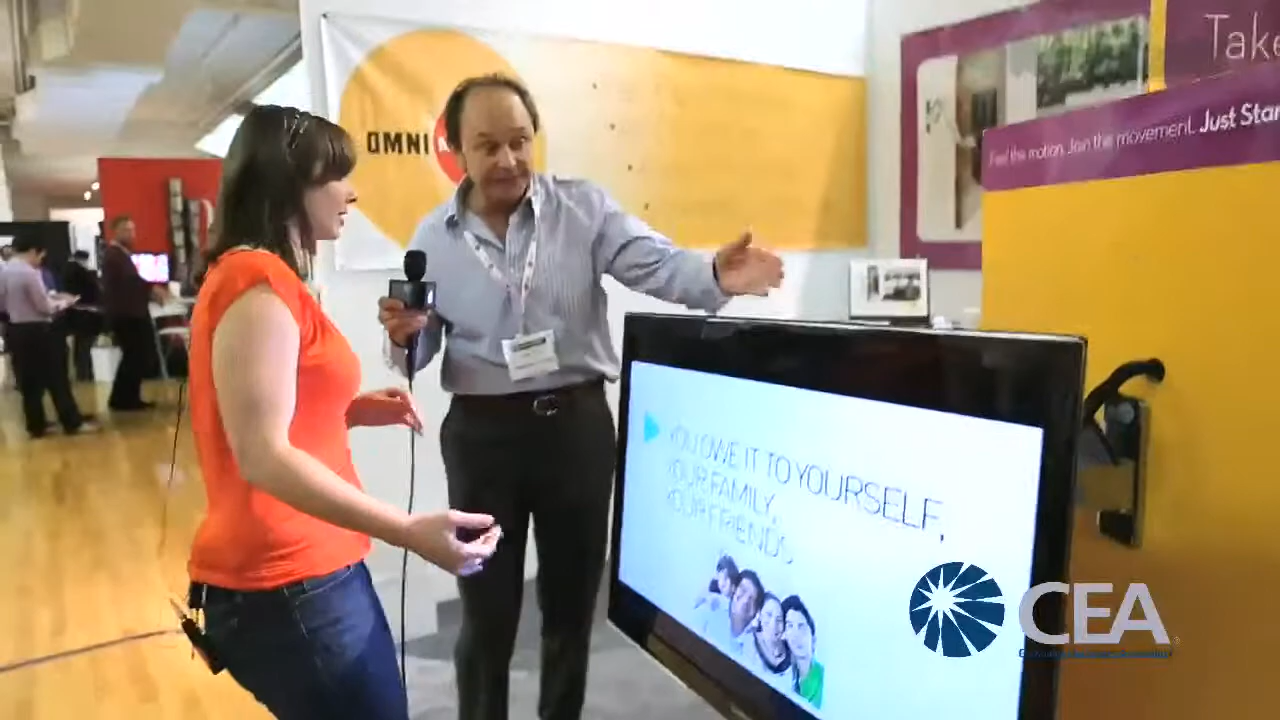 OMNI
Take
Feel the motion. Join the movement. Just Star
YOU OWE IT TO YOURSELF,
YOUR FAMILY,
YOUR FRIENDS
CEA